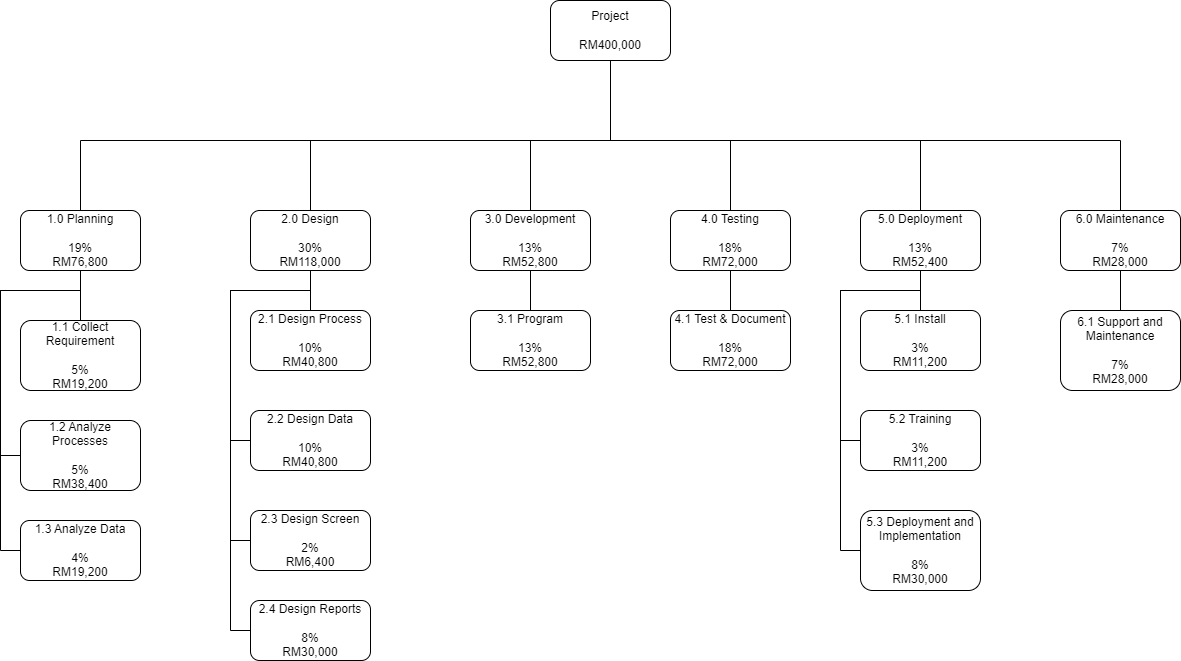 Project
RM400,000
1.0 Planning
19%
RM76,800
2.0 Design
30%
RM118,000
3.0 Development
13%
RM52,800
4.0 Testing
18%
RM72,000
5.0 Deployment
13%
RM52,400
6.0 Maintenance
7%
RM28,000
1.1 Collect
Requirement
5%
RM19,200
1.2 Analyze
Processes
5%
RM38,400
1.3 Analyze Data
4%
RM19,200
2.1 Design Process
10%
RM40,800
2.2 Design Data
10%
RM40,800
2.3 Design Screen
2%
RM6,400
2.4 Design Reports
8%
RM30,000
3.1 Program
13%
RM52,800
4.1 Test & Document
18%
RM72,000
5.1 Install
3%
RM11,200
5.2 Training
3%
RM11,200
5.3 Deployment and
Implementation
8%
RM30,000
6.1 Support and
Maintenance
7%
RM28,000